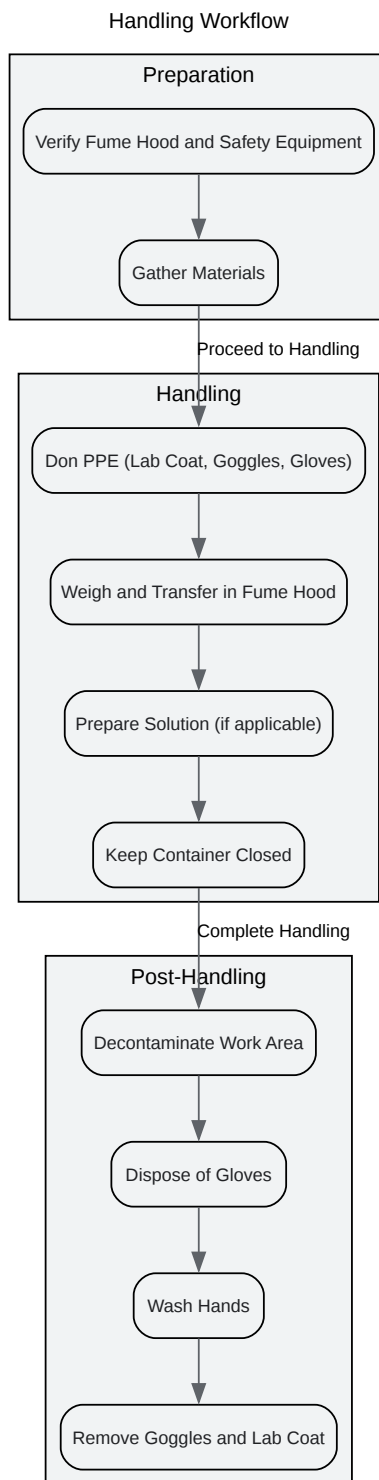 Handling Workflow
Preparation
Verify Fume Hood and Safety Equipment
Gather Materials
Proceed to Handling
Handling
Don PPE (Lab Coat, Goggles, Gloves)
Weigh and Transfer in Fume Hood
Prepare Solution (if applicable)
Keep Container Closed
Complete Handling
Post-Handling
Decontaminate Work Area
Dispose of Gloves
Wash Hands
Remove Goggles and Lab Coat